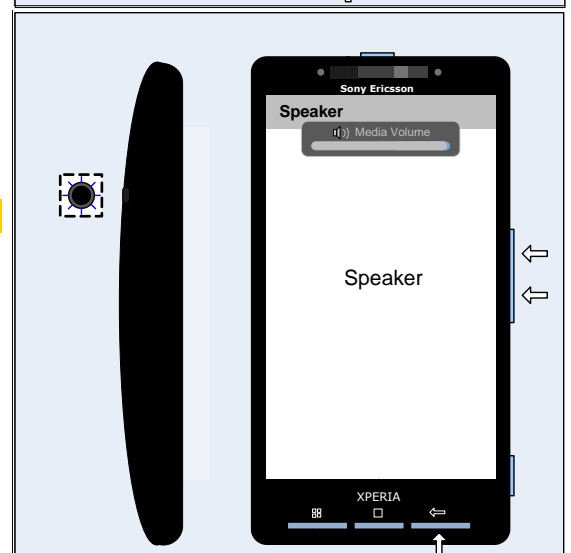 Sony Ericsson
Speaker
Media Volume
Speaker
XPERIA